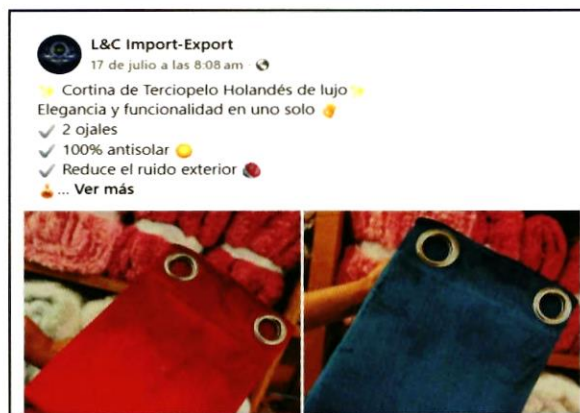 L&C Import-Export
17 de julio a las 8:08 am ·
✨ Cortina de Terciopelo Holandés de lujo ✨
Elegancia y funcionalidad en uno solo 👌
✔ 2 ojales
✔ 100% antisolar 🌞
✔ Reduce el ruido exterior
... Ver más